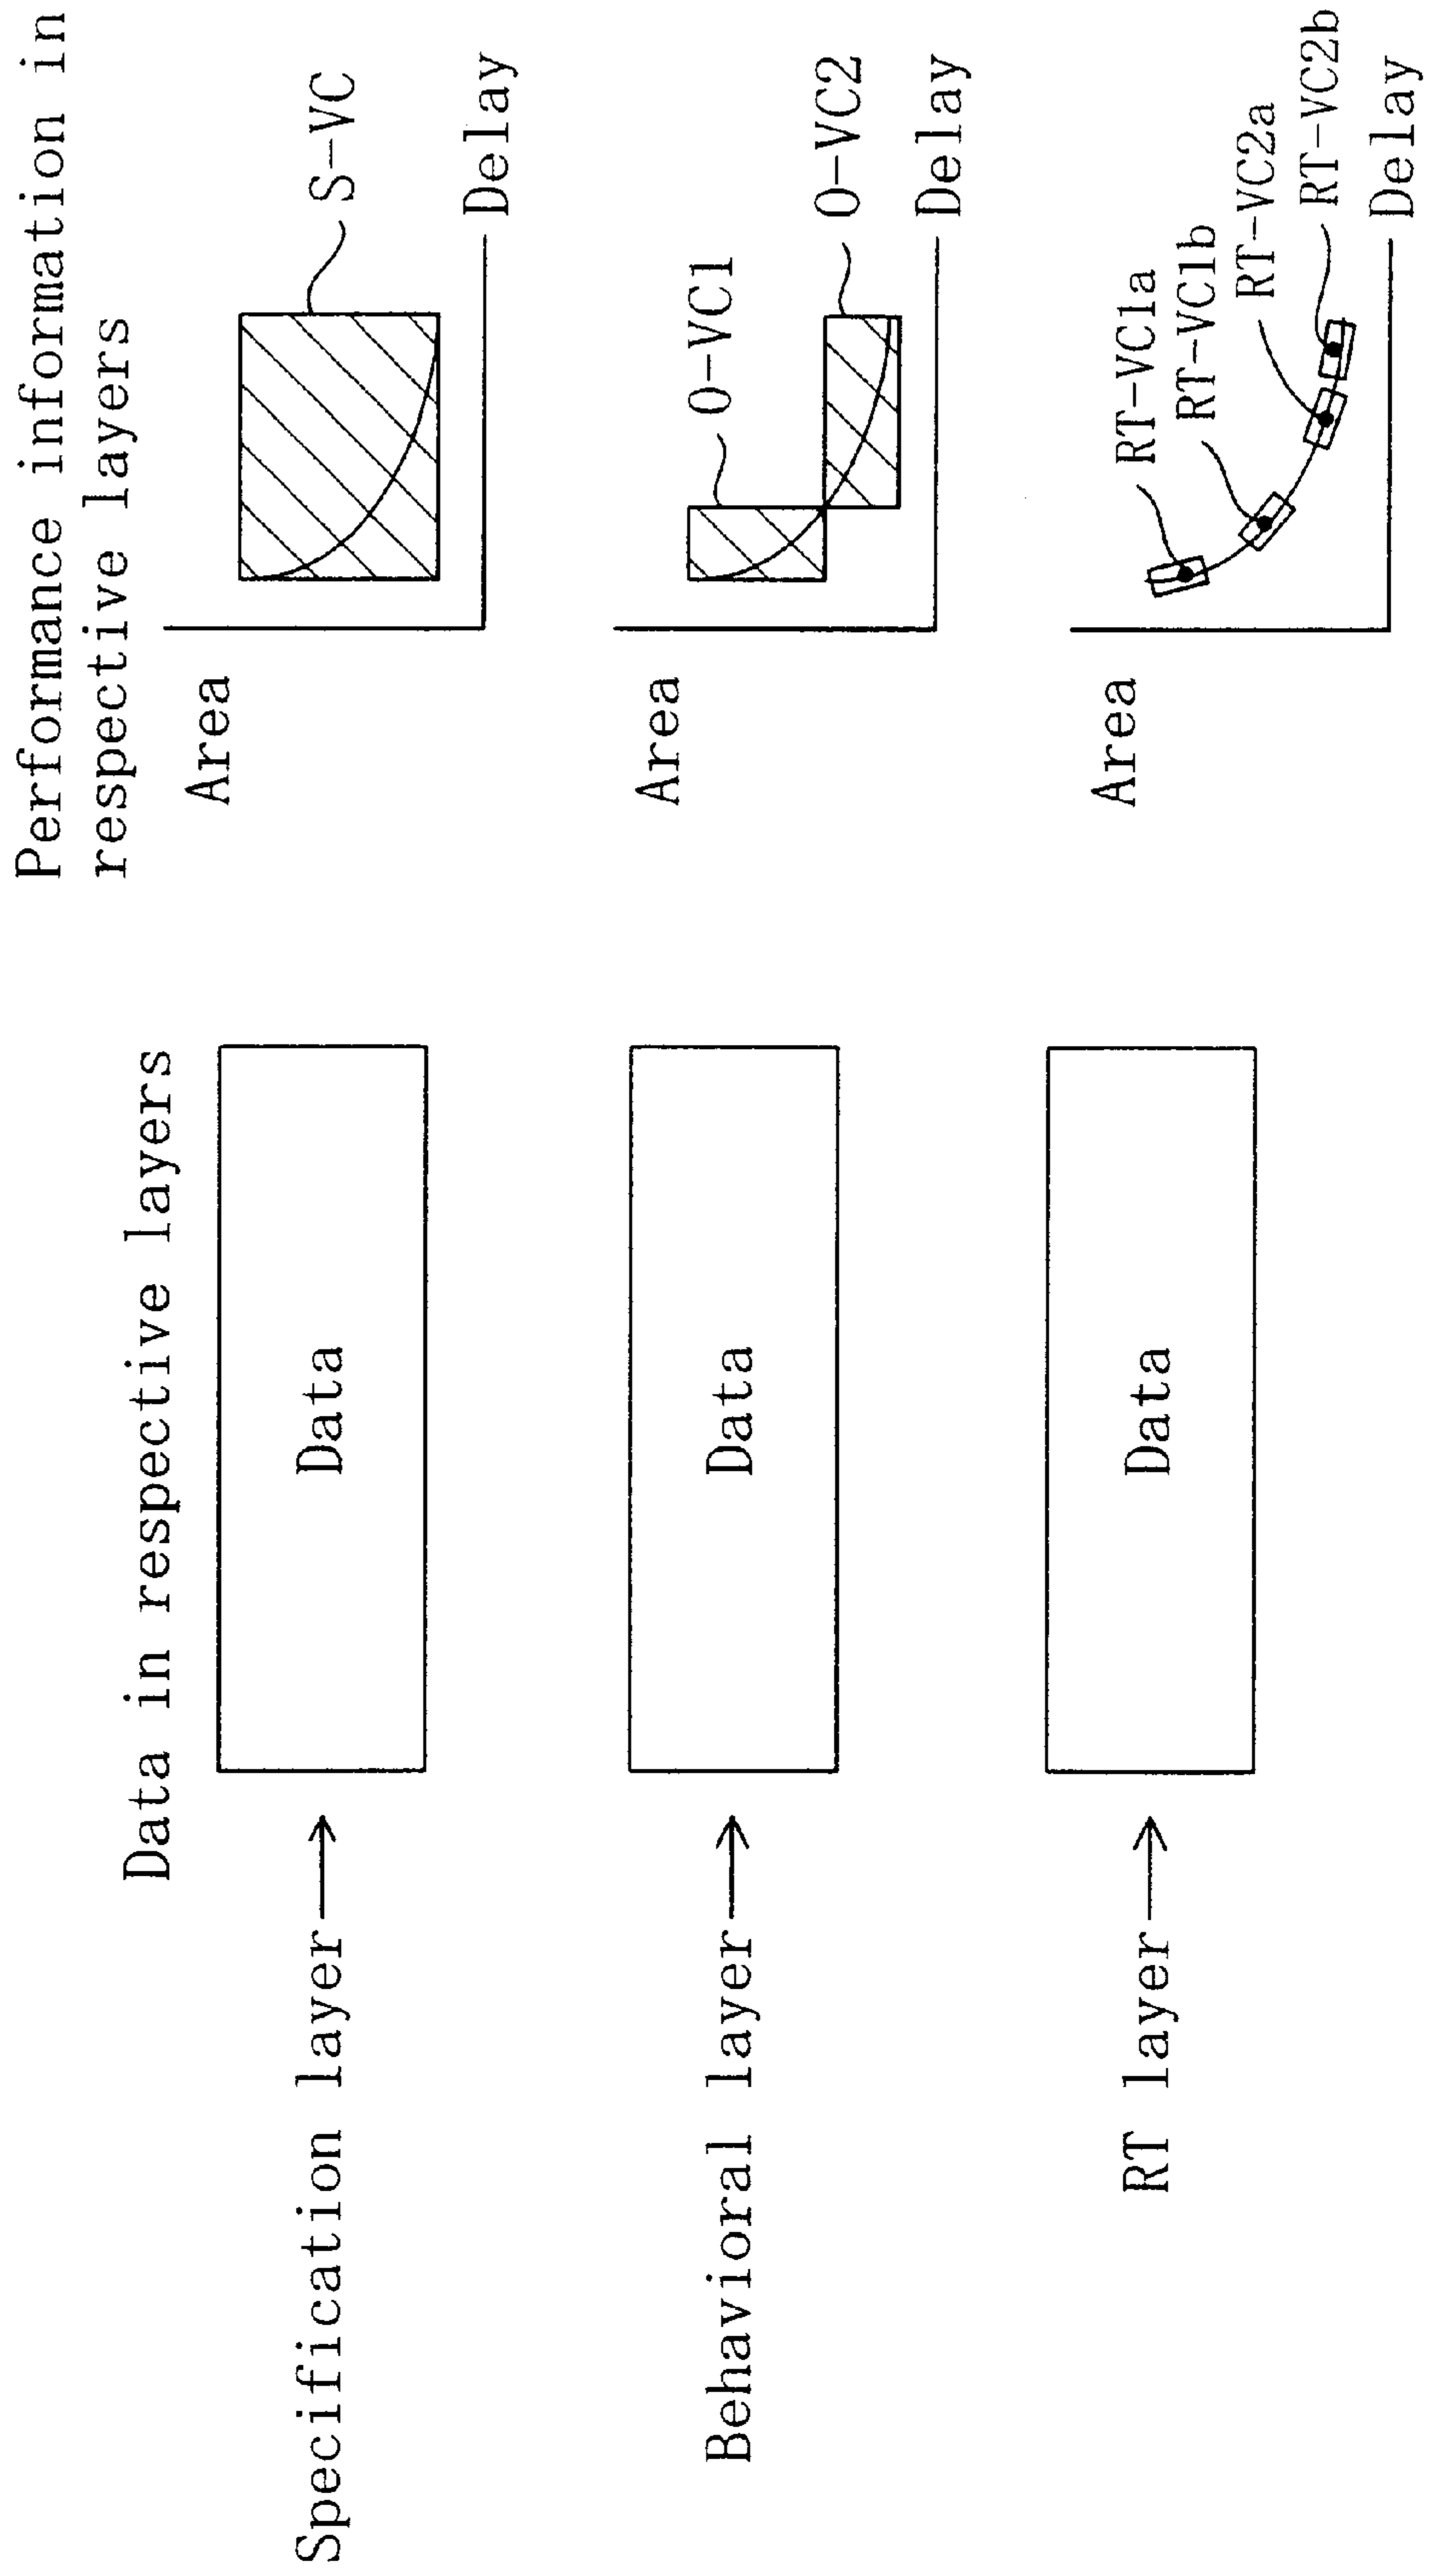 Data in respective layers
Performance information in
respective layers
Specification layer
Data
Area
S-VC
Delay
Behavioral layer
Data
Area
O-VC1
O-VC2
Delay
RT layer
Data
Area
RT-VC1a
RT-VC1b
RT-VC2a
RT-VC2b
Delay